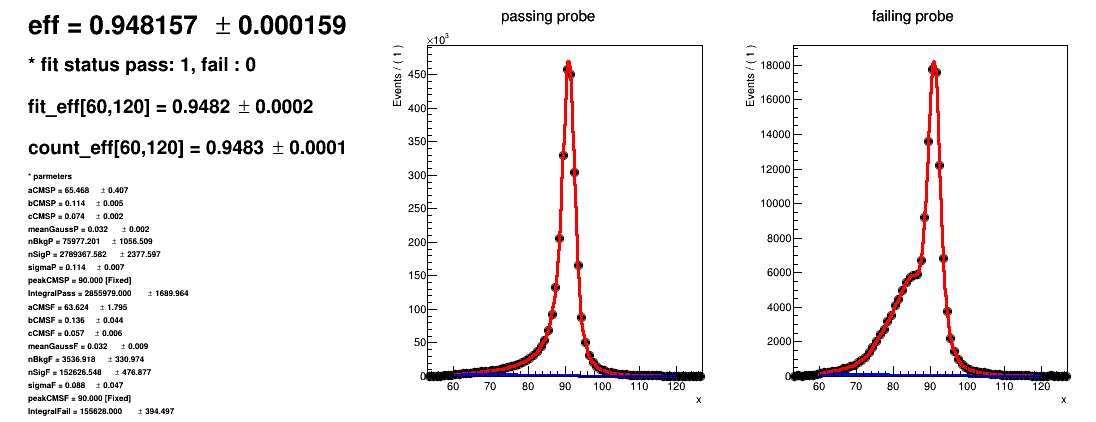 eff = 0.948157 ± 0.000159
* fit status pass: 1, fail : 0
fit_eff[60,120] = 0.9482 ± 0.0002
count_eff[60,120] = 0.9483 ± 0.0001
* parmeters
aCMSP = 65.468 ± 0.407
bCMSP = 0.114 ± 0.005
cCMSP = 0.074 ± 0.002
meanGaussP = 0.032 ± 0.002
nBkgP = 75977.201 ± 1056.509
nSigP = 2789367.582 ± 2377.597
sigmaP = 0.114 ± 0.007
peakCMSP = 90.000 [Fixed]
IntegralPass = 2855979.000 ± 1689.964
aCMSF = 63.624 ± 1.795
bCMSF = 0.136 ± 0.044
cCMSF = 0.057 ± 0.006
meanGaussF = 0.032 ± 0.009
nBkgF = 3536.918 ± 330.974
nSigF = 152626.548 ± 476.877
sigmaF = 0.088 ± 0.047
peakCMSF = 90.000 [Fixed]
IntegralFail = 155628.000 ± 394.497
passing probe
×10³
Events / ( 1 )
450
400
350
300
250
200
150
100
50
0
60 70 80 90 100 110 120
x
failing probe
Events / ( 1 )
18000
16000
14000
12000
10000
8000
6000
4000
2000
0
60 70 80 90 100 110 120
x